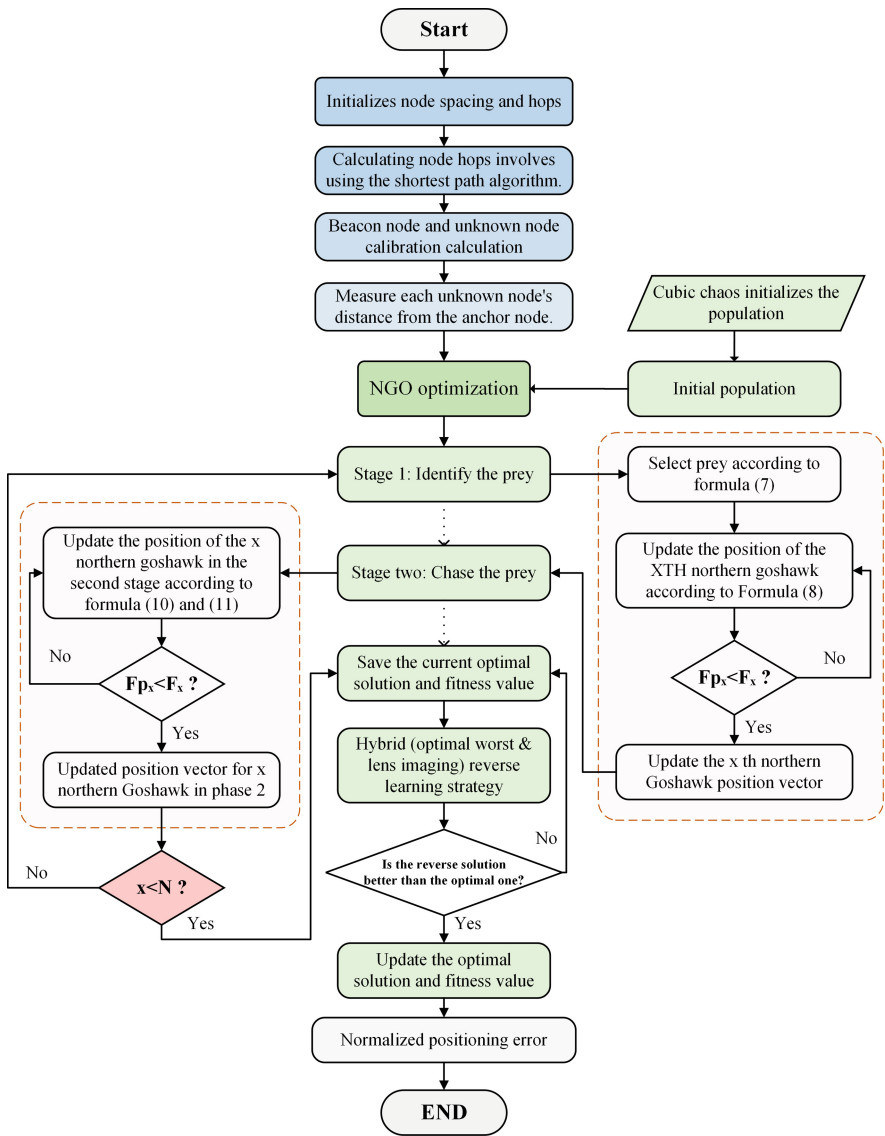 Start
Initializes node spacing and hops
Calculating node hops involves
using the shortest path algorithm.
Beacon node and unknown node
calibration calculation
Measure each unknown node's
distance from the anchor node.
Cubic chaos initializes the
population
NGO optimization
Initial population
Stage 1: Identify the prey
Select prey according to
formula (7)
Update the position of the
XTH northern goshawk
according to Formula (8)
Fpₓ<Fₓ ?
No
Yes
Update the x th northern
Goshawk position vector
Stage two: Chase the prey
Update the position of the x
northern goshawk in the
second stage according to
formula (10) and (11)
No
Fpₓ<Fₓ ?
Yes
Updated position vector for x
northern Goshawk in phase 2
No
x<N ?
Yes
Save the current optimal
solution and fitness value
Hybrid (optimal worst &
lens imaging) reverse
learning strategy
No
Is the reverse solution
better than the optimal one?
Yes
Update the optimal
solution and fitness value
Normalized positioning error
END